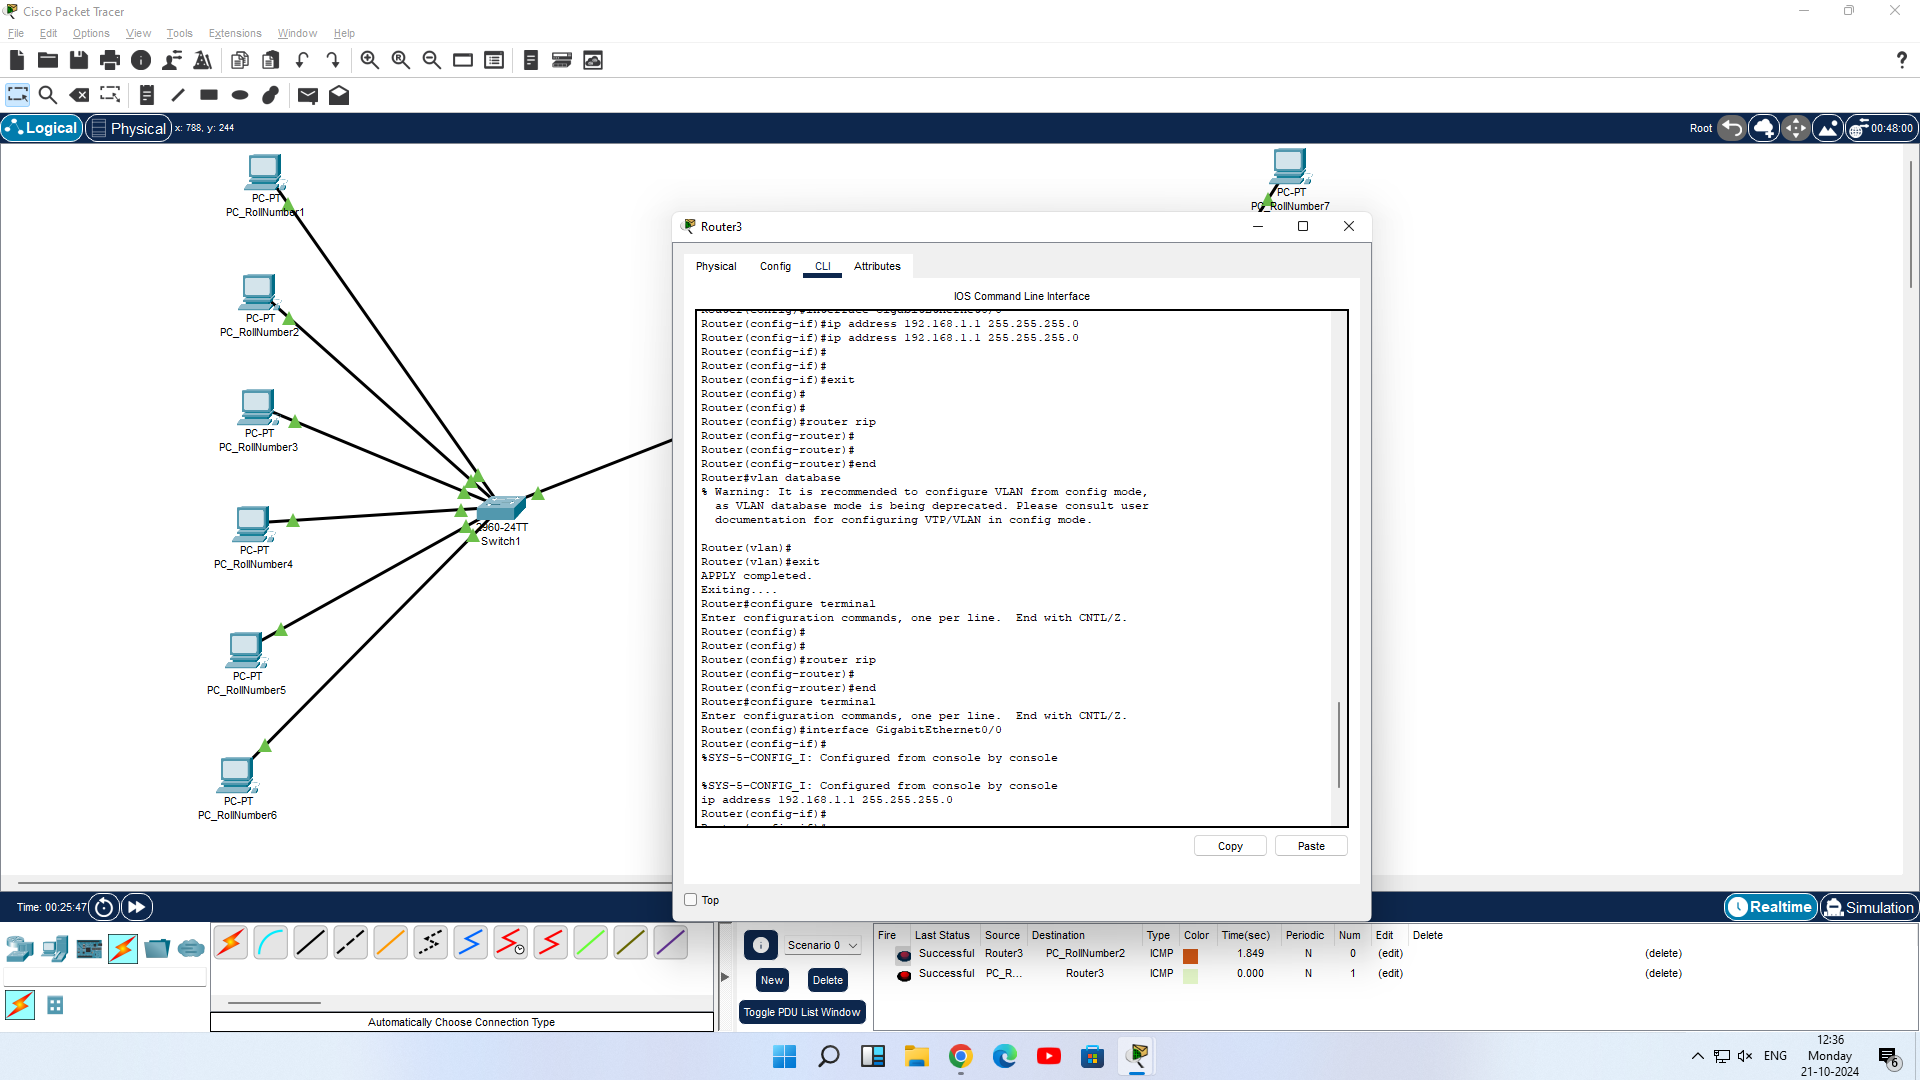 Cisco Packet Tracer
File Edit Options View Tools Extensions Window Help
Logical Physical x: 788, y: 244 Root 00:48:00
PC-PT
PC_RollNumber1
PC-PT
PC_RollNumber2
PC-PT
PC_RollNumber3
PC-PT
PC_RollNumber4
PC-PT
PC_RollNumber5
PC-PT
PC_RollNumber6
2960-24TT
Switch1
PC-PT
PC_RollNumber7
Router3
Physical Config CLI Attributes
IOS Command Line Interface
Router(config)#interface GigabitEthernet0/0
Router(config-if)#ip address 192.168.1.1 255.255.255.0
Router(config-if)#ip address 192.168.1.1 255.255.255.0
Router(config-if)#
Router(config-if)#
Router(config-if)#exit
Router(config)#
Router(config)#
Router(config)#router rip
Router(config-router)#
Router(config-router)#
Router(config-router)#end
Router#vlan database
% Warning: It is recommended to configure VLAN from config mode,
as VLAN database mode is being deprecated. Please consult user
documentation for configuring VTP/VLAN in config mode.
Router(vlan)#
Router(vlan)#exit
APPLY completed.
Exiting....
Router#configure terminal
Enter configuration commands, one per line. End with CNTL/Z.
Router(config)#
Router(config)#
Router(config)#router rip
Router(config-router)#
Router(config-router)#end
Router#configure terminal
Enter configuration commands, one per line. End with CNTL/Z.
Router(config)#interface GigabitEthernet0/0
Router(config-if)#
%SYS-5-CONFIG_I: Configured from console by console
%SYS-5-CONFIG_I: Configured from console by console
ip address 192.168.1.1 255.255.255.0
Router(config-if)#
Copy Paste
Top
Time: 00:25:47 Realtime Simulation
Scenario 0
New Delete
Toggle PDU List Window
Automatically Choose Connection Type
Fire Last Status Source Destination Type Color Time(sec) Periodic Num Edit Delete
Successful Router3 PC_RollNumber2 ICMP 1.849 N 0 (edit) (delete)
Successful PC_R... Router3 ICMP 0.000 N 1 (edit) (delete)
ENG
12:36
Monday
21-10-2024
6